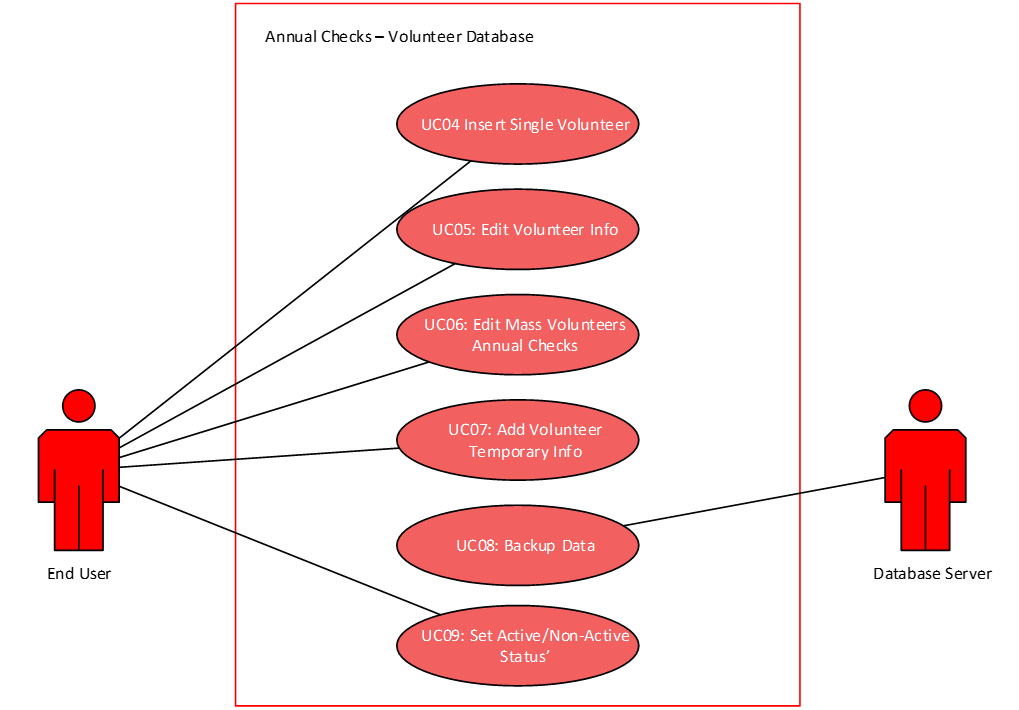 Annual Checks – Volunteer Database
UC04 Insert Single Volunteer
UC05: Edit Volunteer Info
UC06: Edit Mass Volunteers
Annual Checks
UC07: Add Volunteer
Temporary Info
UC08: Backup Data
End User
Database Server
UC09: Set Active/Non-Active
Status’